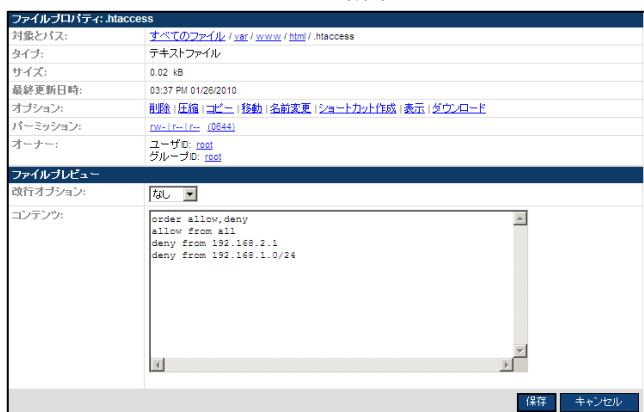 ファイルプロパティ: .htaccess
対象とパス: すべてのファイル / var / www / html / .htaccess
タイプ: テキストファイル
サイズ: 0.02 kB
最終更新日時: 03:37 PM 01/26/2010
オプション: 削除 | 圧縮 | コピー | 移動 | 名前変更 | ショートカット作成 | 表示 | ダウンロード
パーミッション: rw- | r-- | r-- (0644)
オーナー: ユーザID: root
グループID: root
ファイルプレビュー
改行オプション: なし
コンテンツ: order allow,deny
allow from all
deny from 192.168.2.1
deny from 192.168.1.0/24
保存 キャンセル